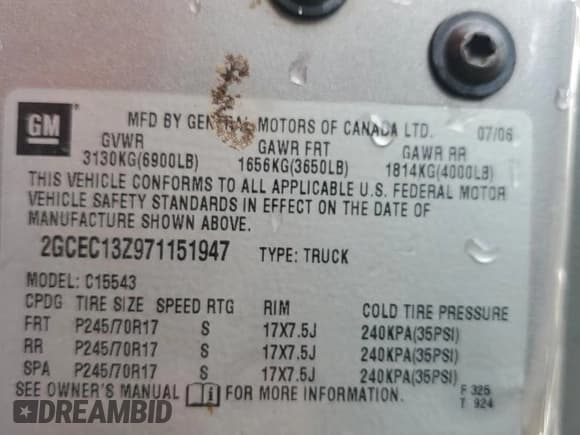 GM
MFD BY GENERAL MOTORS OF CANADA LTD. 07/06
GVWR GAWR FRT GAWR RR
3130KG(6900LB) 1656KG(3650LB) 1814KG(4000LB)
THIS VEHICLE CONFORMS TO ALL APPLICABLE U.S. FEDERAL MOTOR
VEHICLE SAFETY STANDARDS IN EFFECT ON THE DATE OF
MANUFACTURE SHOWN ABOVE.
2GCEC13Z971151947 TYPE: TRUCK
MODEL: C15543
CPDG TIRE SIZE SPEED RTG RIM COLD TIRE PRESSURE
FRT P245/70R17 S 17X7.5J 240KPA(35PSI)
RR P245/70R17 S 17X7.5J 240KPA(35PSI)
SPA P245/70R17 S 17X7.5J 240KPA(35PSI)
SEE OWNER'S MANUAL i FOR MORE INFORMATION. F 325
T 924
DREAMBID